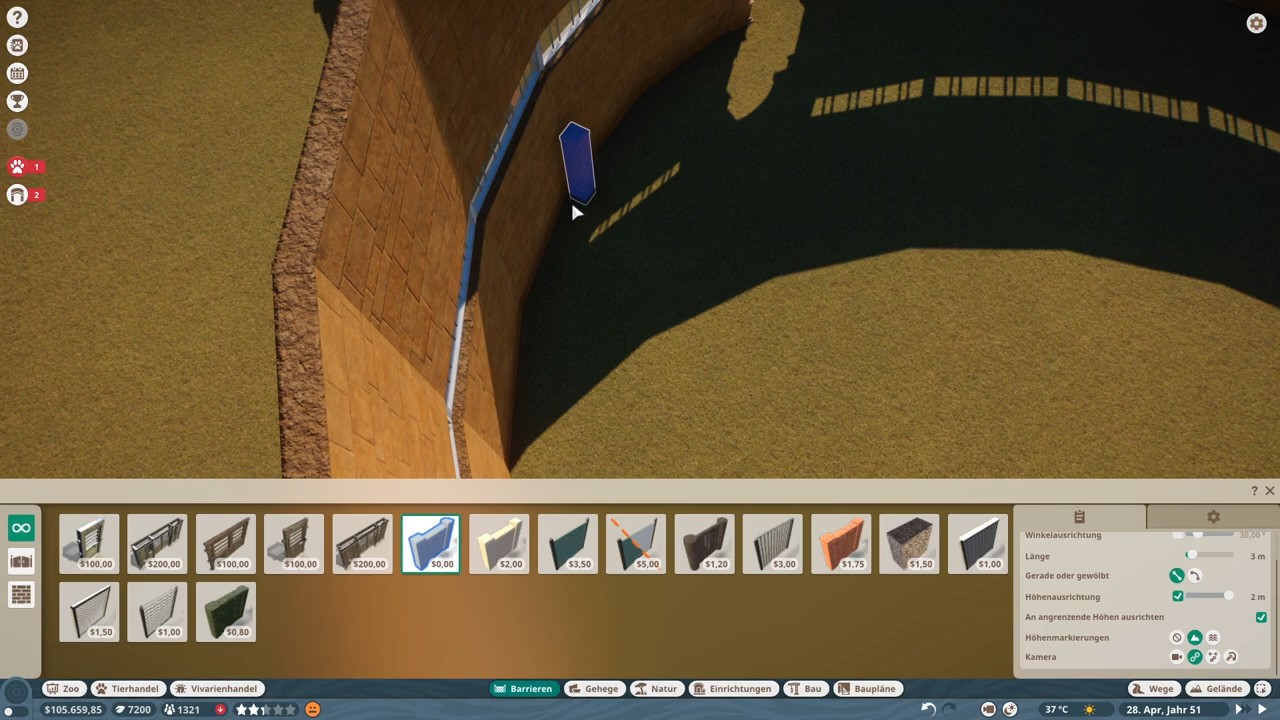 ?
1
2
? ✕
$100,00 $200,00 $100,00 $100,00 $200,00 $0,00 $2,00 $3,50 $5,00 $1,20 $3,00 $1,75 $1,50 $1,00
$1,50 $1,00 $0,80
Winkelausrichtung 30,00 °
Länge 3 m
Gerade oder gewölbt
Höhenausrichtung 2 m
An angrenzende Höhen ausrichten
Höhenmarkierungen
Kamera
Zoo Tierhandel Vivarienhandel Barrieren Gehege Natur Einrichtungen Bau Baupläne Wege Gelände
$105.659,85 7200 1321 37 °C 28. Apr, Jahr 51